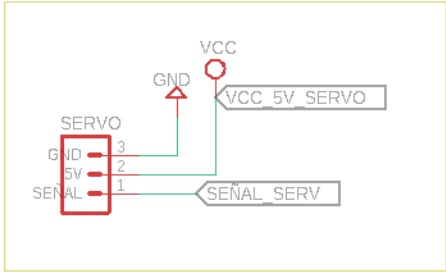 VCC
GND
VCC_5V_SERVO
SERVO
GND 3
5V 2
SEÑAL 1
SEÑAL_SERV